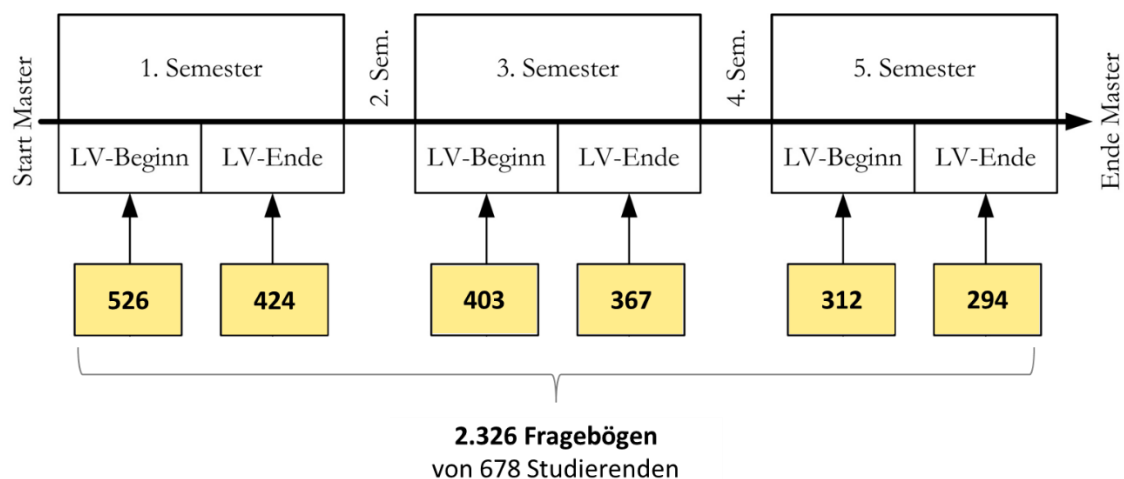 Start Master
1. Semester
2. Sem.
3. Semester
4. Sem.
5. Semester
Ende Master
LV-Beginn
LV-Ende
LV-Beginn
LV-Ende
LV-Beginn
LV-Ende
526
424
403
367
312
294
2.326 Fragebögen
von 678 Studierenden